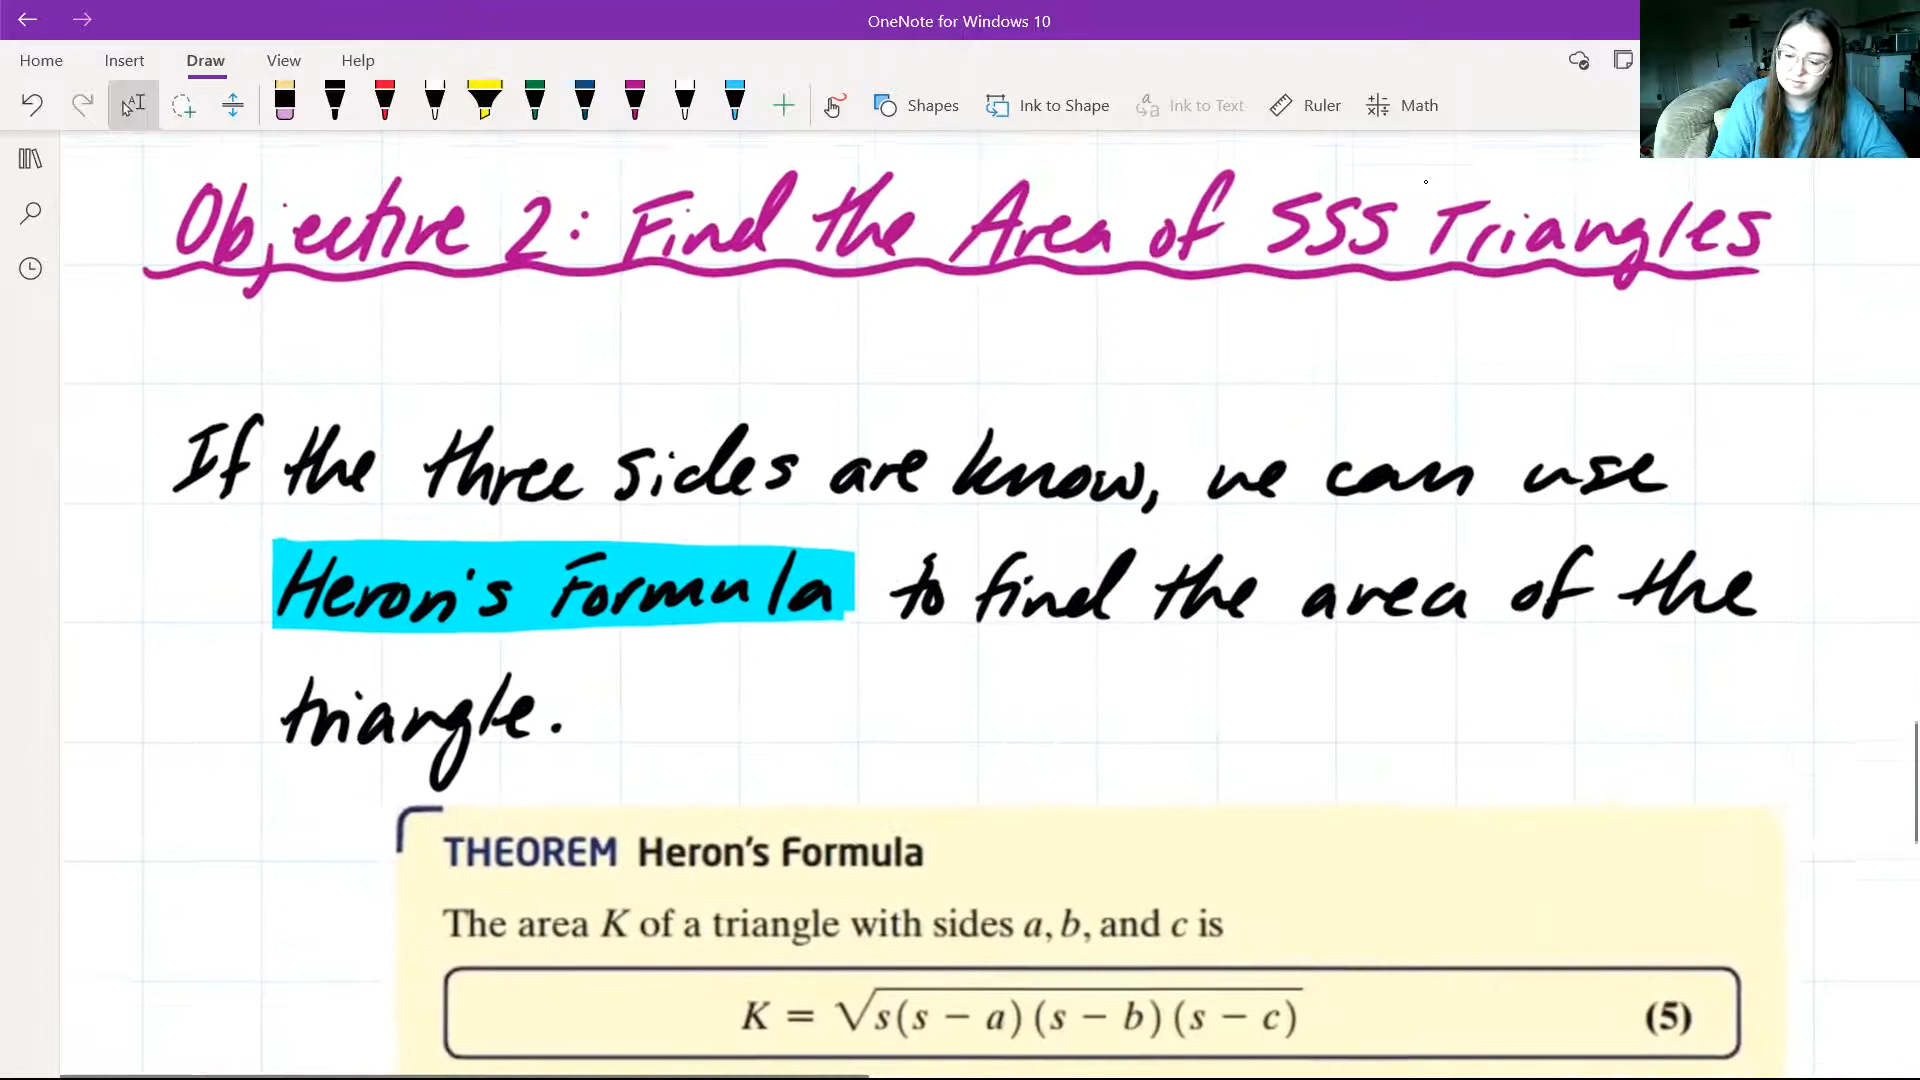 OneNote for Windows 10
Home Insert Draw View Help
Shapes Ink to Shape Ink to Text Ruler Math
Objective 2: Find the Area of SSS Triangles
If the three sides are know, we can use
Heron's Formula to find the area of the
triangle.
THEOREM Heron's Formula
The area K of a triangle with sides a, b, and c is
K = √s(s − a)(s − b)(s − c) (5)